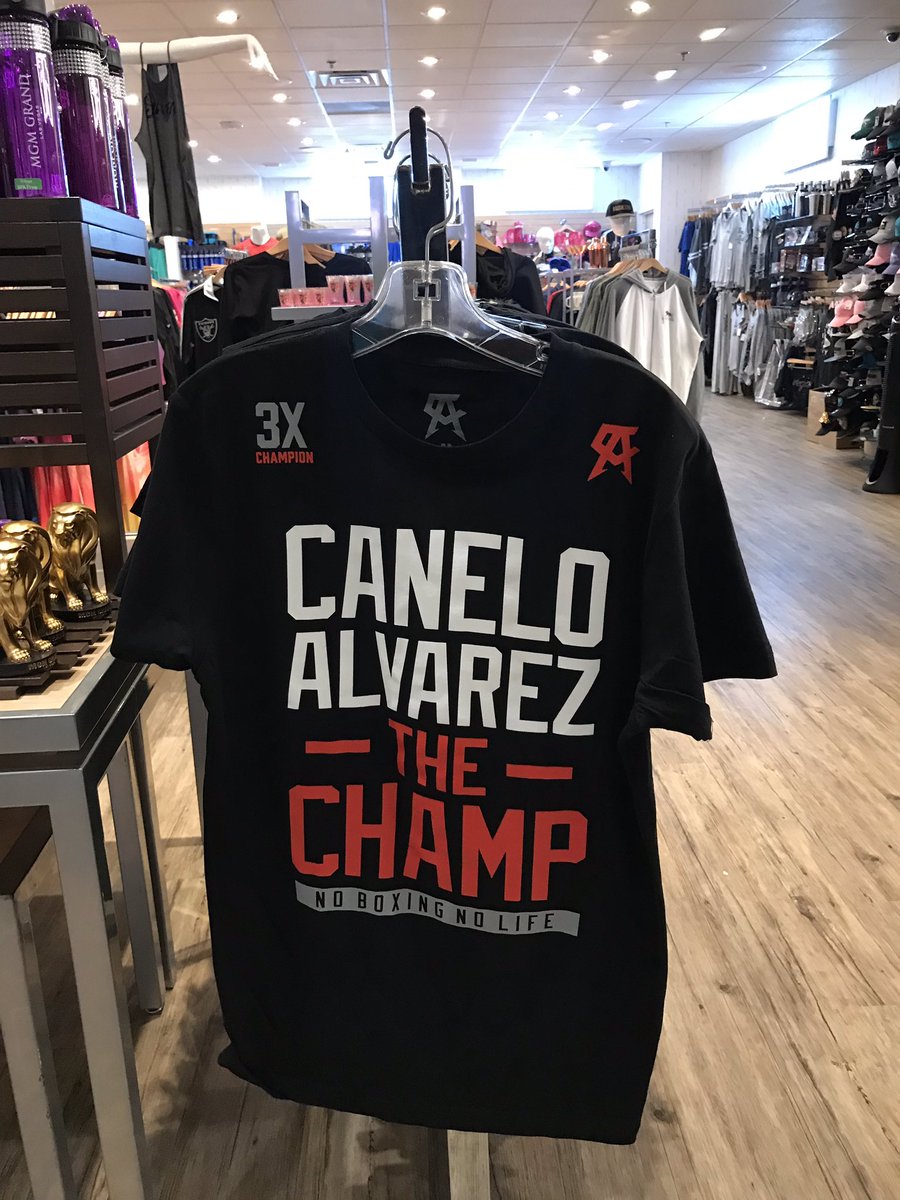 MGM GRAND
3X
CHAMPION
CANELO
ALVAREZ
THE
CHAMP
NO BOXING NO LIFE